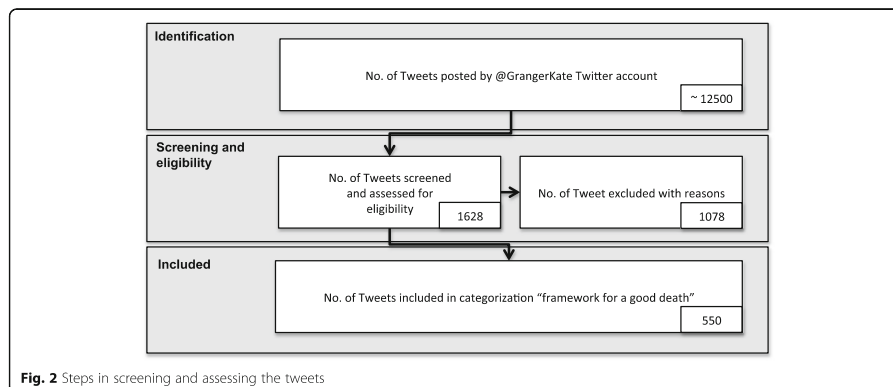 Identification
No. of Tweets posted by @GrangerKate Twitter account
~ 12500
Screening and
eligibility
No. of Tweets screened
and assessed for
eligibility
1628
No. of Tweet excluded with reasons
1078
Included
No. of Tweets included in categorization “framework for a good death”
550
Fig. 2 Steps in screening and assessing the tweets